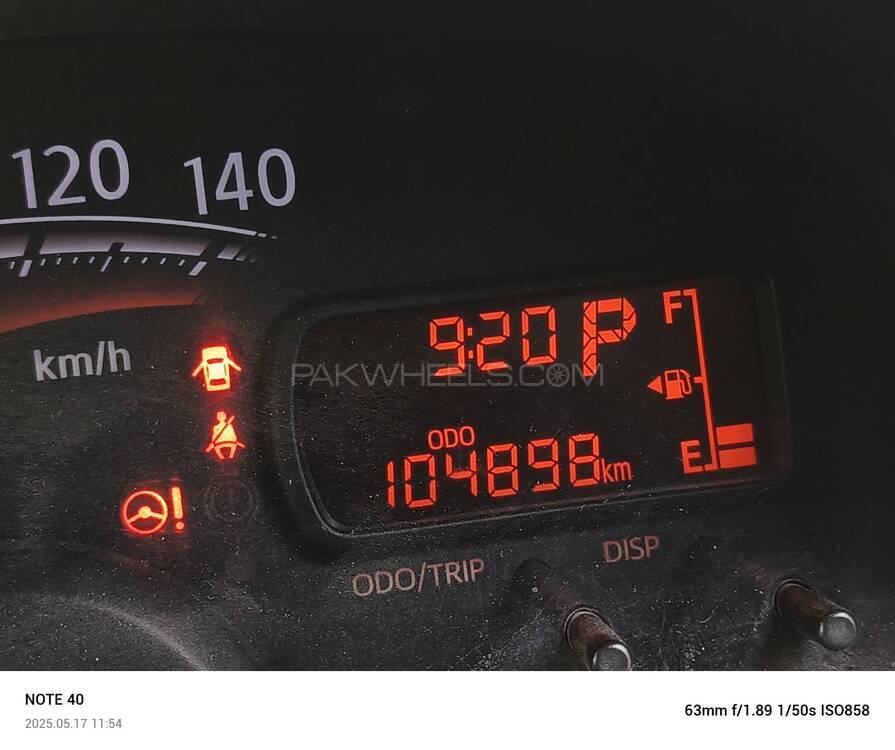 120 140
km/h
9:20 P F
PAKWHEELS.COM
ODO
104898km
E
!
ODO/TRIP DISP
NOTE 40
2025.05.17 11:54
63mm f/1.89 1/50s ISO858